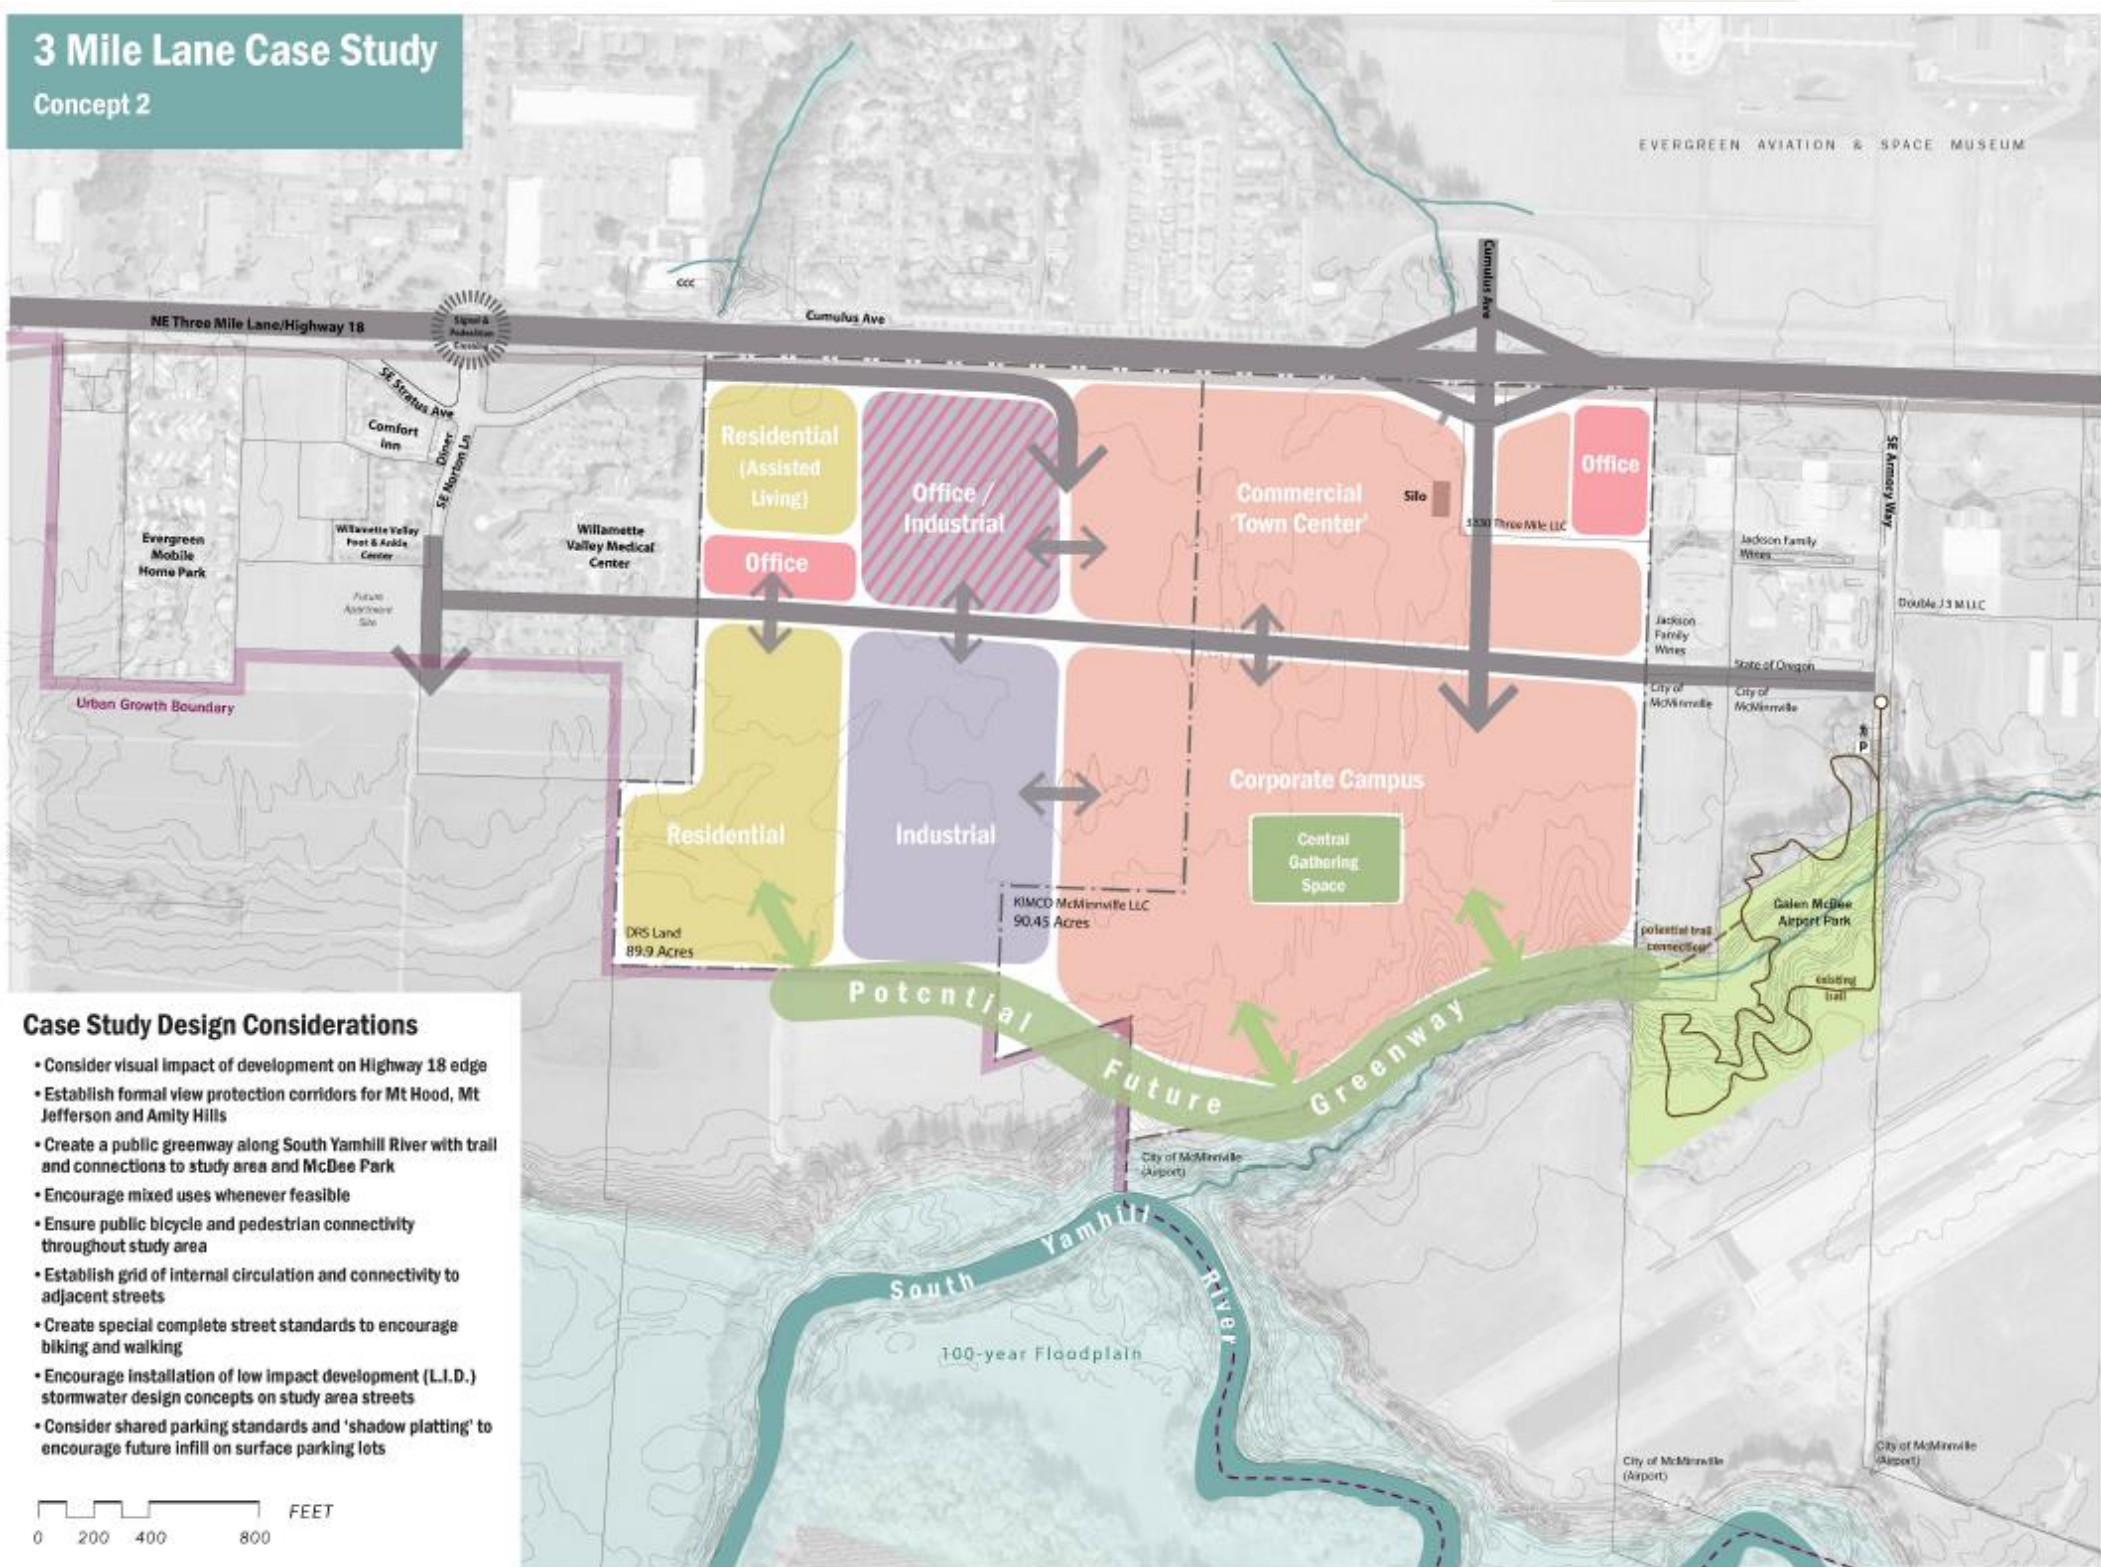 3 Mile Lane Case Study
Concept 2
EVERGREEN AVIATION & SPACE MUSEUM
CCC
Cumulus Ave
Cumulus Ave
NE Three Mile Lane/Highway 18
Signal &
Pedestrian
Crossing
SE Stratus Ave
Comfort
Inn
Diner
SE Norton Ln
Evergreen
Mobile
Home Park
Willamette Valley
Foot & Ankle
Center
Future
Apartment
Site
Willamette
Valley Medical
Center
Residential
(Assisted
Living)
Office
Office /
Industrial
Commercial
'Town Center'
Silo
3330 Three Mile LLC
Office
SE Armory Way
Jackson Family
Wines
Double J 3 M LLC
Jackson
Family
Wines
State of Oregon
City of
McMinnville
City of
McMinnville
P
Urban Growth Boundary
Residential
Industrial
Corporate Campus
Central
Gathering
Space
KIMCO McMinnville LLC
90.45 Acres
DRS Land
89.9 Acres
Galen McBee
Airport Park
potential trail
connection
existing
trail
Potential Future Greenway
City of McMinnville
(Airport)
South Yamhill River
100-year Floodplain
City of McMinnville
(Airport)
City of McMinnville
(Airport)
Case Study Design Considerations
• Consider visual impact of development on Highway 18 edge
• Establish formal view protection corridors for Mt Hood, Mt
Jefferson and Amity Hills
• Create a public greenway along South Yamhill River with trail
and connections to study area and McBee Park
• Encourage mixed uses whenever feasible
• Ensure public bicycle and pedestrian connectivity
throughout study area
• Establish grid of internal circulation and connectivity to
adjacent streets
• Create special complete street standards to encourage
biking and walking
• Encourage installation of low impact development (L.I.D.)
stormwater design concepts on study area streets
• Consider shared parking standards and 'shadow platting' to
encourage future infill on surface parking lots
FEET
0 200 400 800